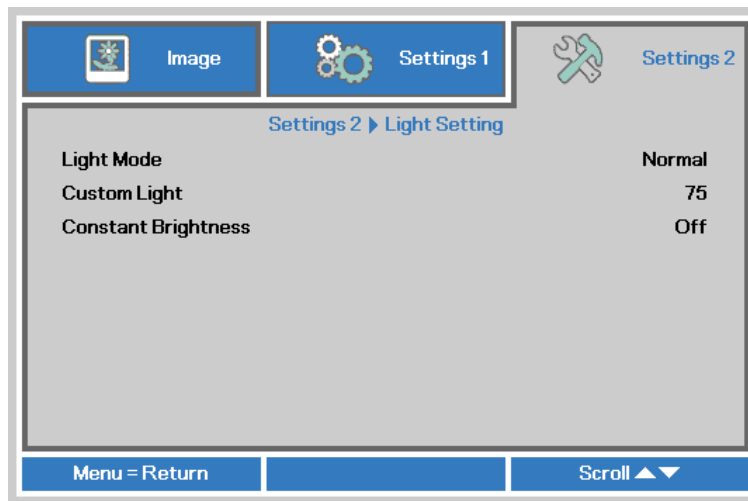 Image
Settings 1
Settings 2
Settings 2 ▶ Light Setting
Light Mode Normal
Custom Light 75
Constant Brightness Off
Menu = Return
Scroll ▲▼